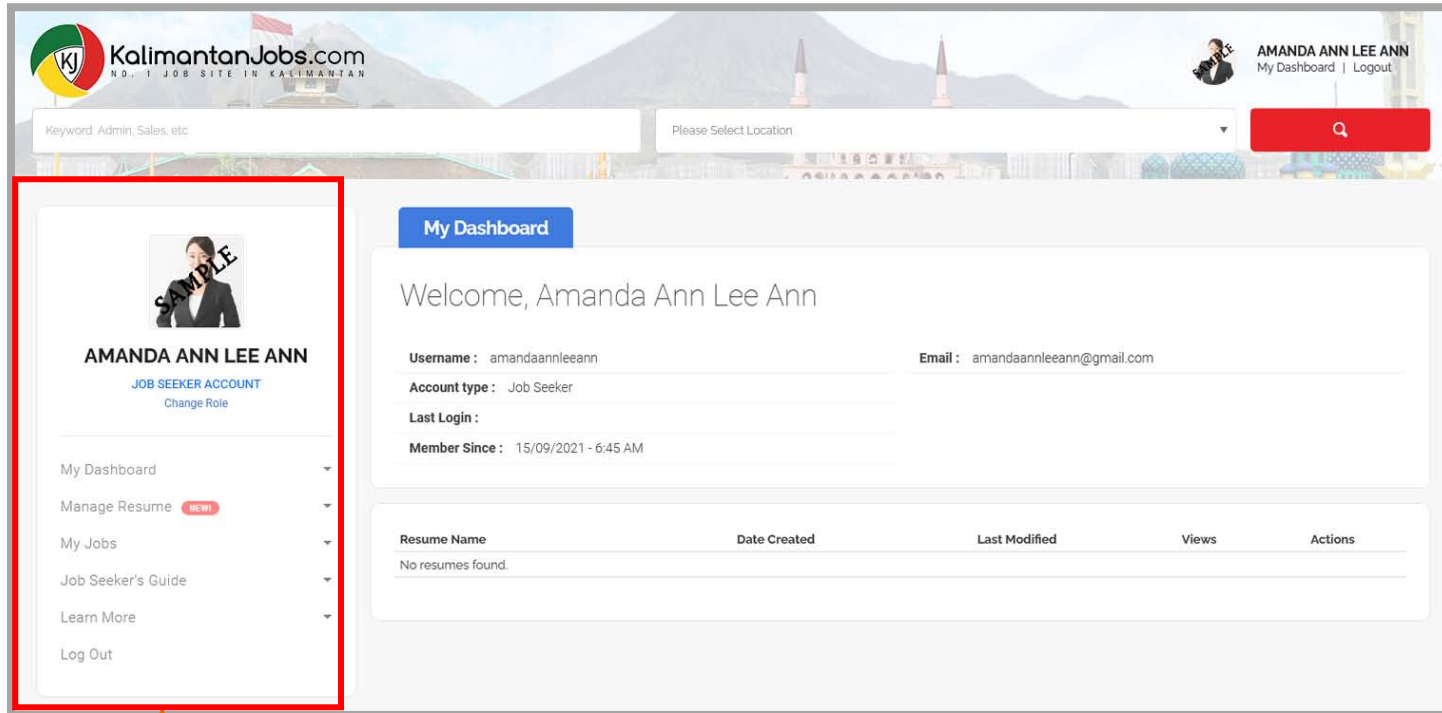 KJ
KalimantanJobs.com
NO. 1 JOB SITE IN KALIMANTAN
SAMPLE
AMANDA ANN LEE ANN
My Dashboard | Logout
Keyword: Admin, Sales, etc
Please Select Location
SAMPLE
AMANDA ANN LEE ANN
JOB SEEKER ACCOUNT
Change Role
My Dashboard
Manage Resume NEW!
My Jobs
Job Seeker's Guide
Learn More
Log Out
My Dashboard
Welcome, Amanda Ann Lee Ann
Username : amandaannleeann
Email : amandaannleeann@gmail.com
Account type : Job Seeker
Last Login :
Member Since : 15/09/2021 - 6:45 AM
Resume Name Date Created Last Modified Views Actions
No resumes found.